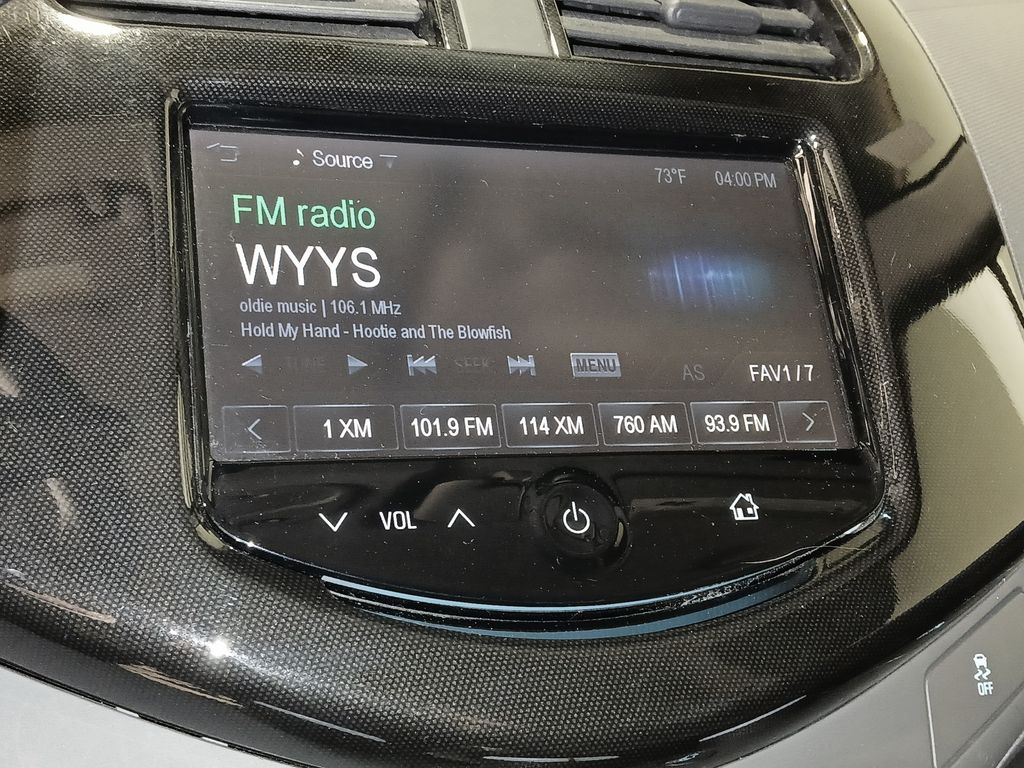 Source
73°F 04:00 PM
FM radio
WYYS
oldie music | 106.1 MHz
Hold My Hand - Hootie and The Blowfish
TUNE SEEK MENU AS FAV1 / 7
1 XM 101.9 FM 114 XM 760 AM 93.9 FM
VOL
OFF